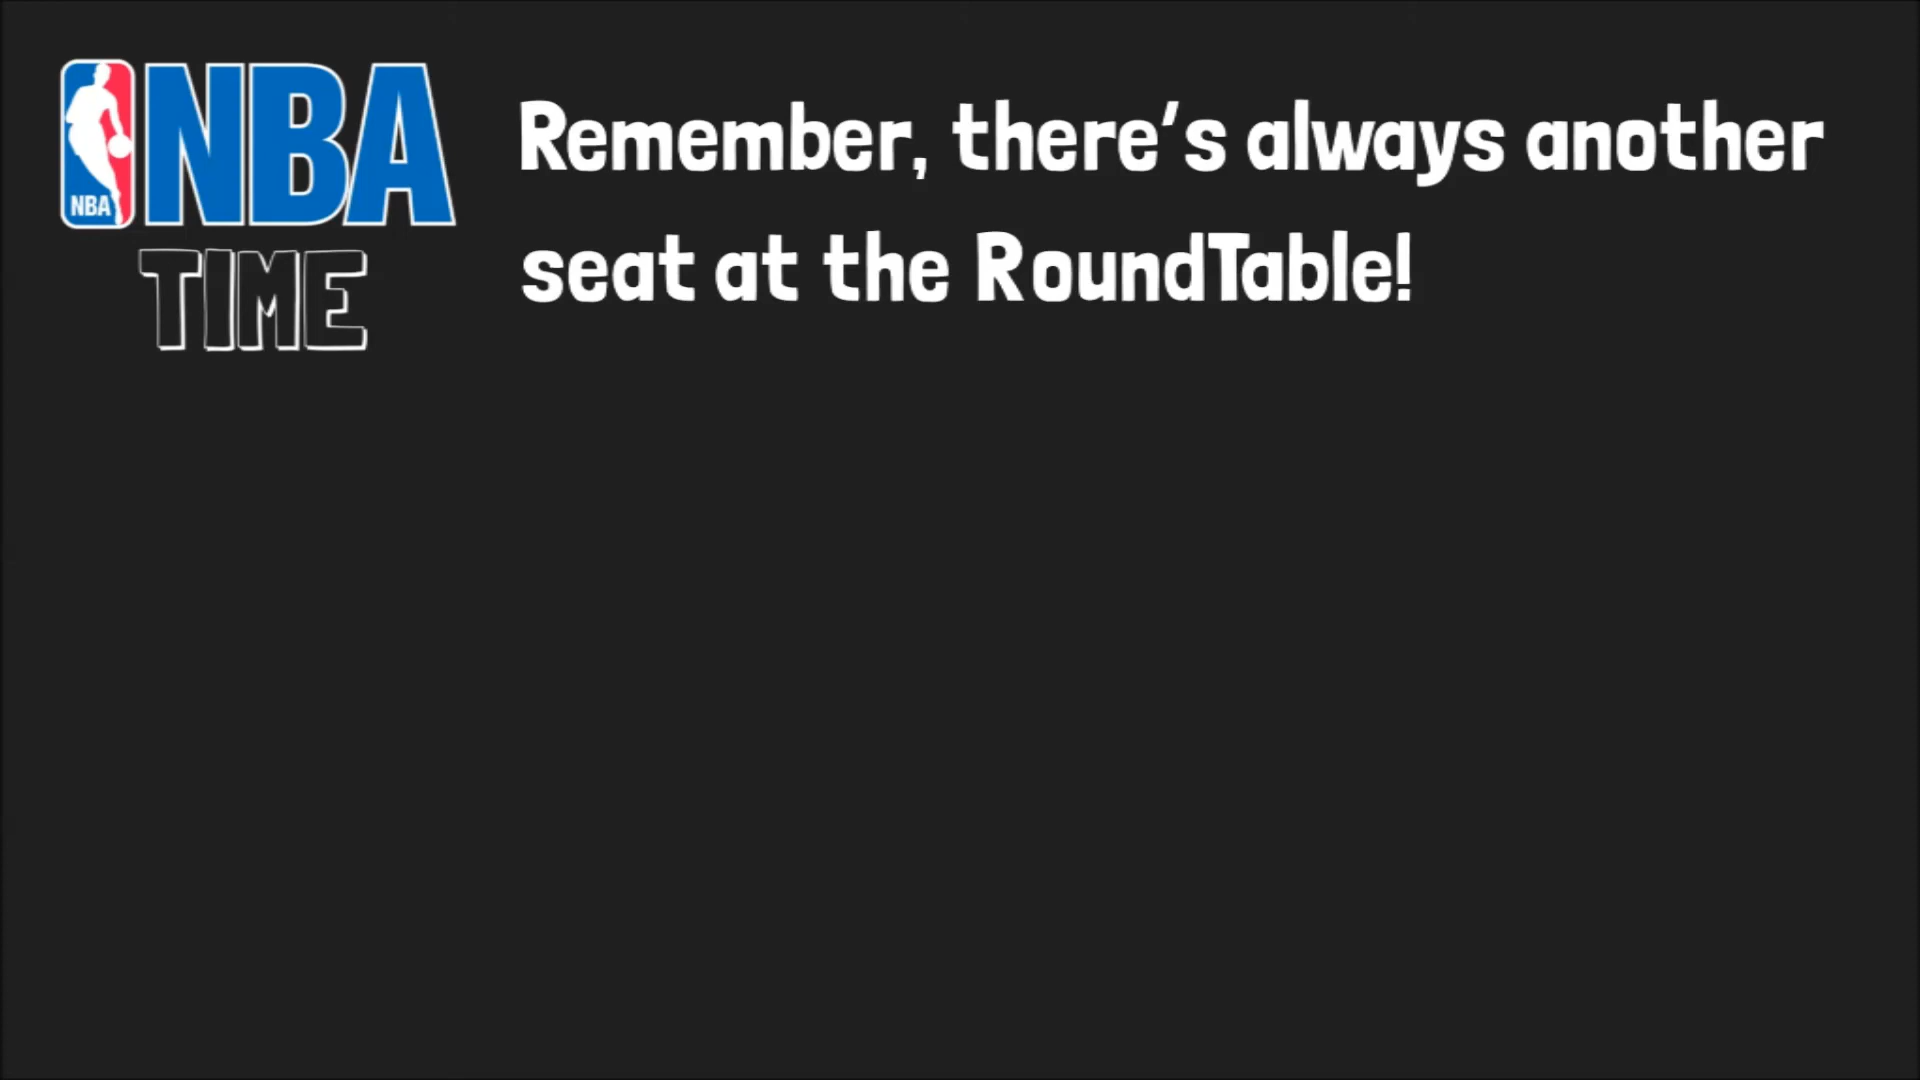 NBA
NBA
TIME
Remember, there's always another
seat at the RoundTable!